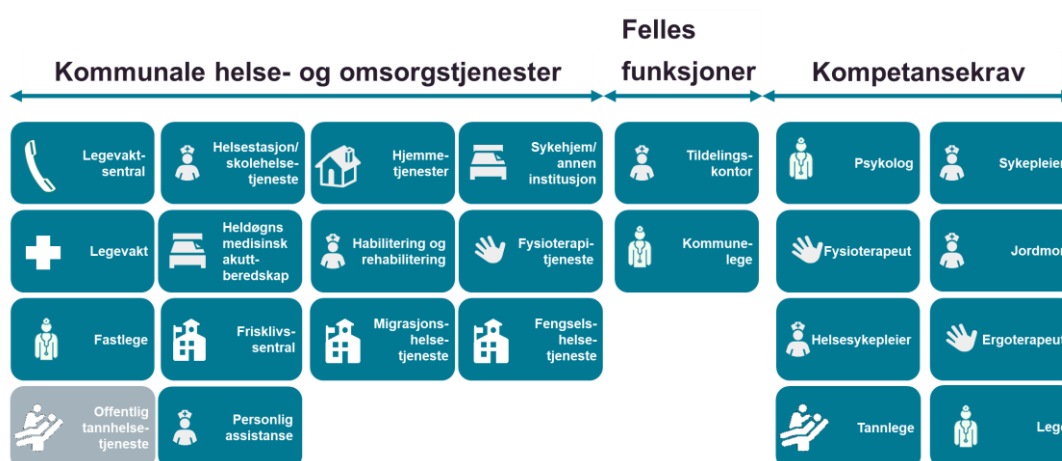 Felles
funksjoner
Kommunale helse- og omsorgstjenester
Kompetansekrav
Legevakt-
sentral
Helsestasjon/
skolehelse-
tjeneste
Hjemme-
tjenester
Sykehjem/
annen
institusjon
Tildelings-
kontor
Psykolog
Sykepleier
Legevakt
Heldøgns
medisinsk
akutt-
beredskap
Habilitering og
rehabilitering
Fysioterapi-
tjeneste
Kommune-
lege
Fysioterapeut
Jordmor
Fastlege
Frisklivs-
sentral
Migrasjons-
helse-
tjeneste
Fengsels-
helse-
tjeneste
Helsesykepleier
Ergoterapeut
Offentlig
tannhelse-
tjeneste
Personlig
assistanse
Tannlege
Lege